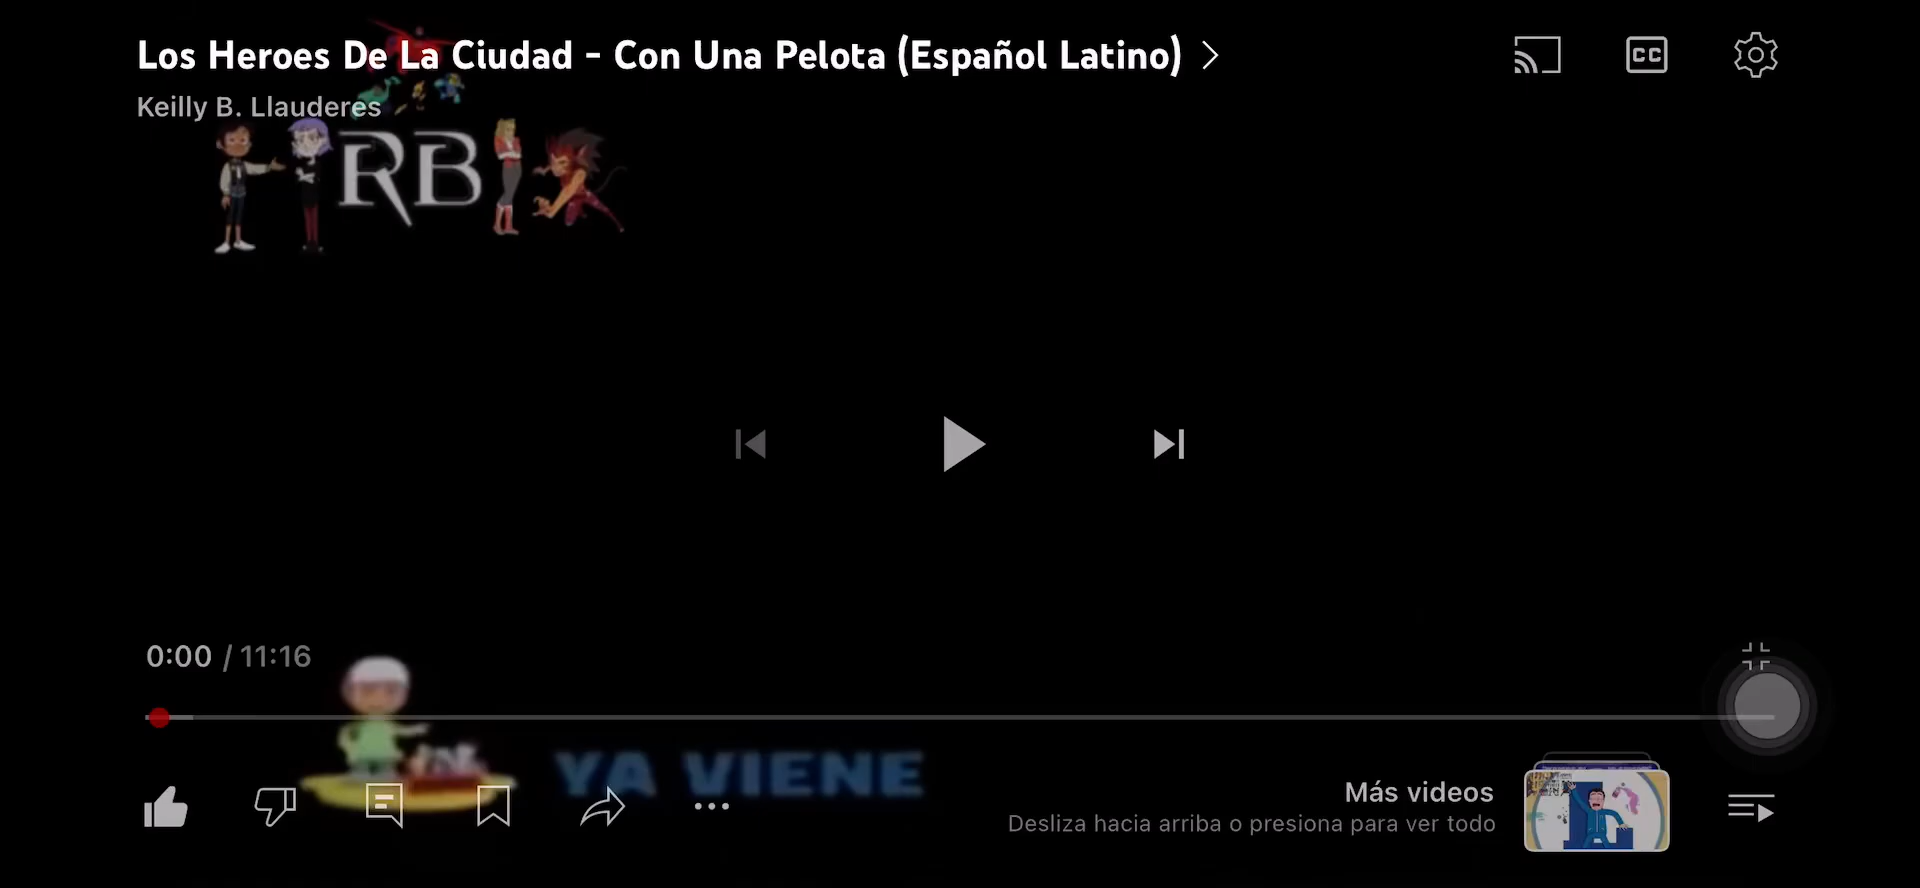 Los Heroes De La Ciudad - Con Una Pelota (Español Latino)
Keilly B. Llauderes
RB
CC
0:00 / 11:16
YA VIENE
Más videos
Desliza hacia arriba o presiona para ver todo